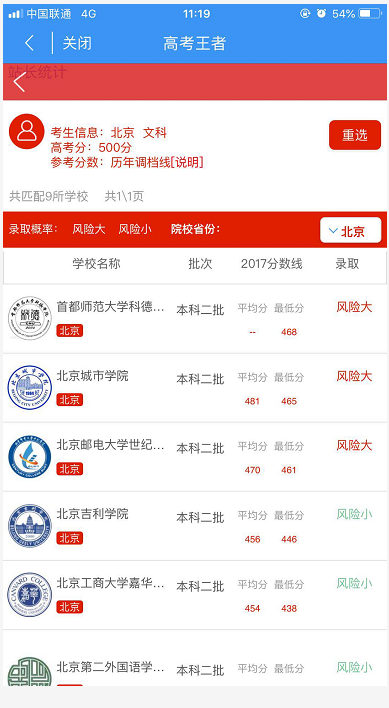 中国联通 4G 11:19 54%
关闭 高考王者
站长统计
考生信息：北京 文科
高考分：500分
参考分数：历年调档线[说明]
重选
共匹配9所学校 共1\1页
录取概率： 风险大 风险小 院校省份： 北京
学校名称 批次 2017分数线 录取
首都师范大学科德... 本科二批 平均分 最低分 风险大
北京 -- 468
北京城市学院 本科二批 平均分 最低分 风险大
北京 481 465
北京邮电大学世纪... 本科二批 平均分 最低分 风险大
北京 470 461
北京吉利学院 本科二批 平均分 最低分 风险小
北京 456 446
北京工商大学嘉华... 本科二批 平均分 最低分 风险小
北京 454 438
北京第二外国语学... 本科二批 平均分 最低分 风险小